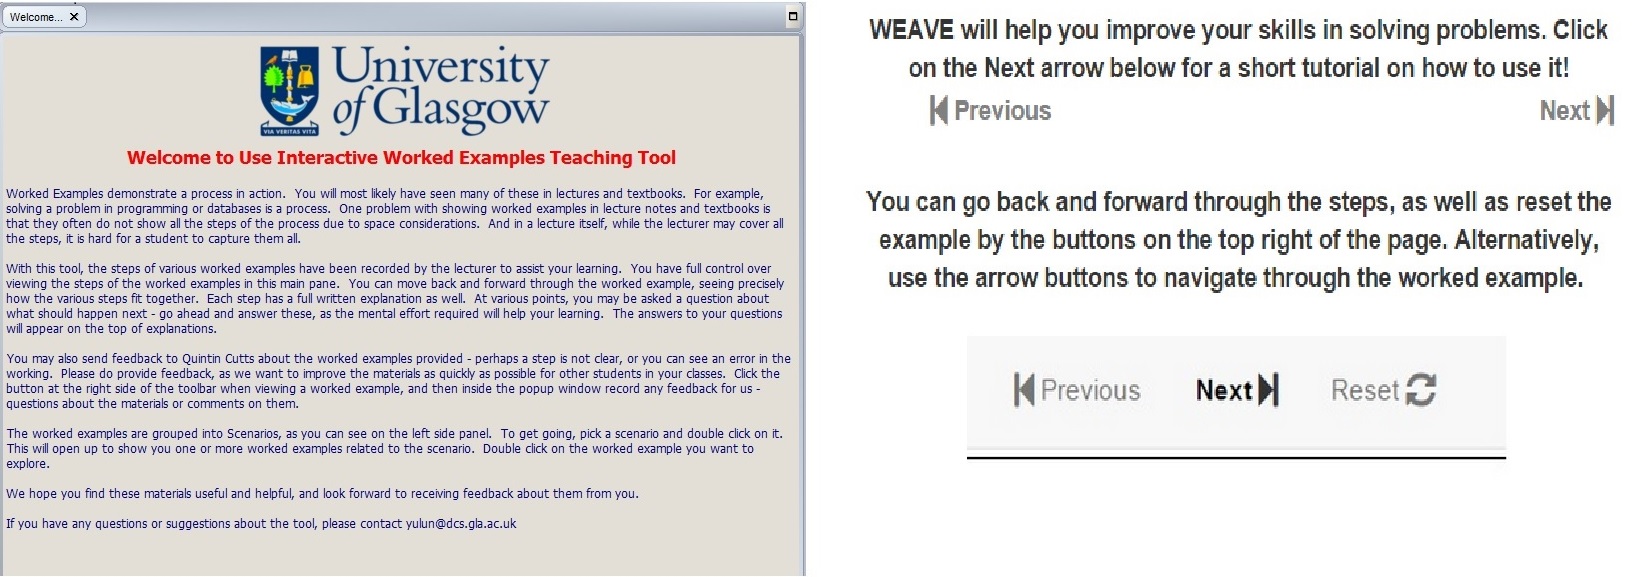 Welcome...
University
of Glasgow
VIA VERITAS VITA
Welcome to Use Interactive Worked Examples Teaching Tool
Worked Examples demonstrate a process in action.  You will most likely have seen many of these in lectures and textbooks.  For example,
solving a problem in programming or databases is a process.  One problem with showing worked examples in lecture notes and textbooks is
that they often do not show all the steps of the process due to space considerations.  And in a lecture itself, while the lecturer may cover all
the steps, it is hard for a student to capture them all.
With this tool, the steps of various worked examples have been recorded by the lecturer to assist your learning.  You have full control over
viewing the steps of the worked examples in this main pane.  You can move back and forward through the worked example, seeing precisely
how the various steps fit together.  Each step has a full written explanation as well.  At various points, you may be asked a question about
what should happen next - go ahead and answer these, as the mental effort required will help your learning.  The answers to your questions
will appear on the top of explanations.
You may also send feedback to Quintin Cutts about the worked examples provided - perhaps a step is not clear, or you can see an error in the
working.  Please do provide feedback, as we want to improve the materials as quickly as possible for other students in your classes.  Click the
button at the right side of the toolbar when viewing a worked example, and then inside the popup window record any feedback for us -
questions about the materials or comments on them.
The worked examples are grouped into Scenarios, as you can see on the left side panel.  To get going, pick a scenario and double click on it.
This will open up to show you one or more worked examples related to the scenario.  Double click on the worked example you want to
explore.
We hope you find these materials useful and helpful, and look forward to receiving feedback about them from you.
If you have any questions or suggestions about the tool, please contact yulun@dcs.gla.ac.uk
WEAVE will help you improve your skills in solving problems. Click
on the Next arrow below for a short tutorial on how to use it!
Previous Next
You can go back and forward through the steps, as well as reset the
example by the buttons on the top right of the page. Alternatively,
use the arrow buttons to navigate through the worked example.
Previous Next Reset